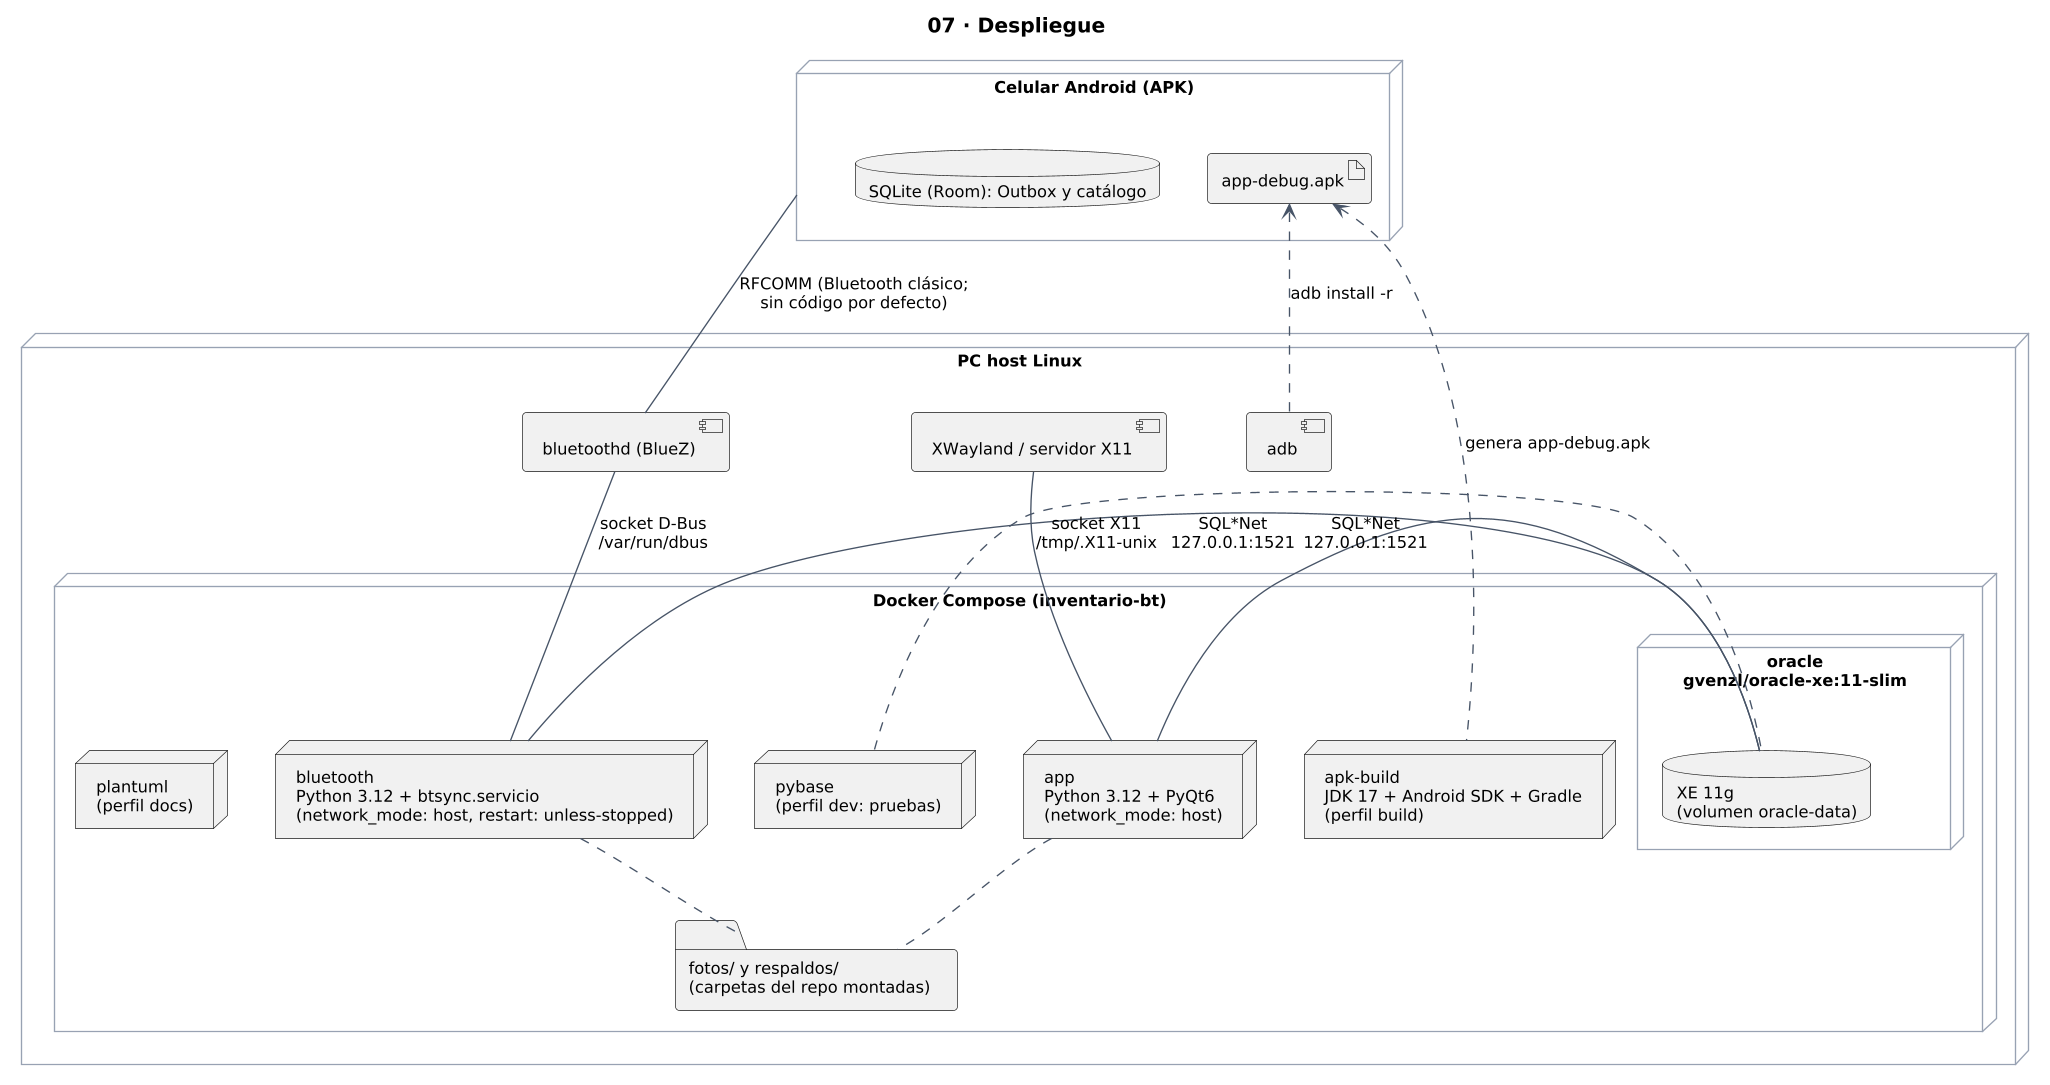 07 · Despliegue
Celular Android (APK)
SQLite (Room): Outbox y catálogo
app-debug.apk
RFCOMM (Bluetooth clásico;
sin código por defecto)
adb install -r
PC host Linux
bluetoothd (BlueZ)
XWayland / servidor X11
adb
genera app-debug.apk
socket D-Bus
/var/run/dbus
socket X11
/tmp/.X11-unix
SQL*Net
127.0.0.1:1521
SQL*Net
127.0.0.1:1521
Docker Compose (inventario-bt)
oracle
gvenzl/oracle-xe:11-slim
plantuml
(perfil docs)
bluetooth
Python 3.12 + btsync.servicio
(network_mode: host, restart: unless-stopped)
pybase
(perfil dev: pruebas)
app
Python 3.12 + PyQt6
(network_mode: host)
apk-build
JDK 17 + Android SDK + Gradle
(perfil build)
XE 11g
(volumen oracle-data)
fotos/ y respaldos/
(carpetas del repo montadas)